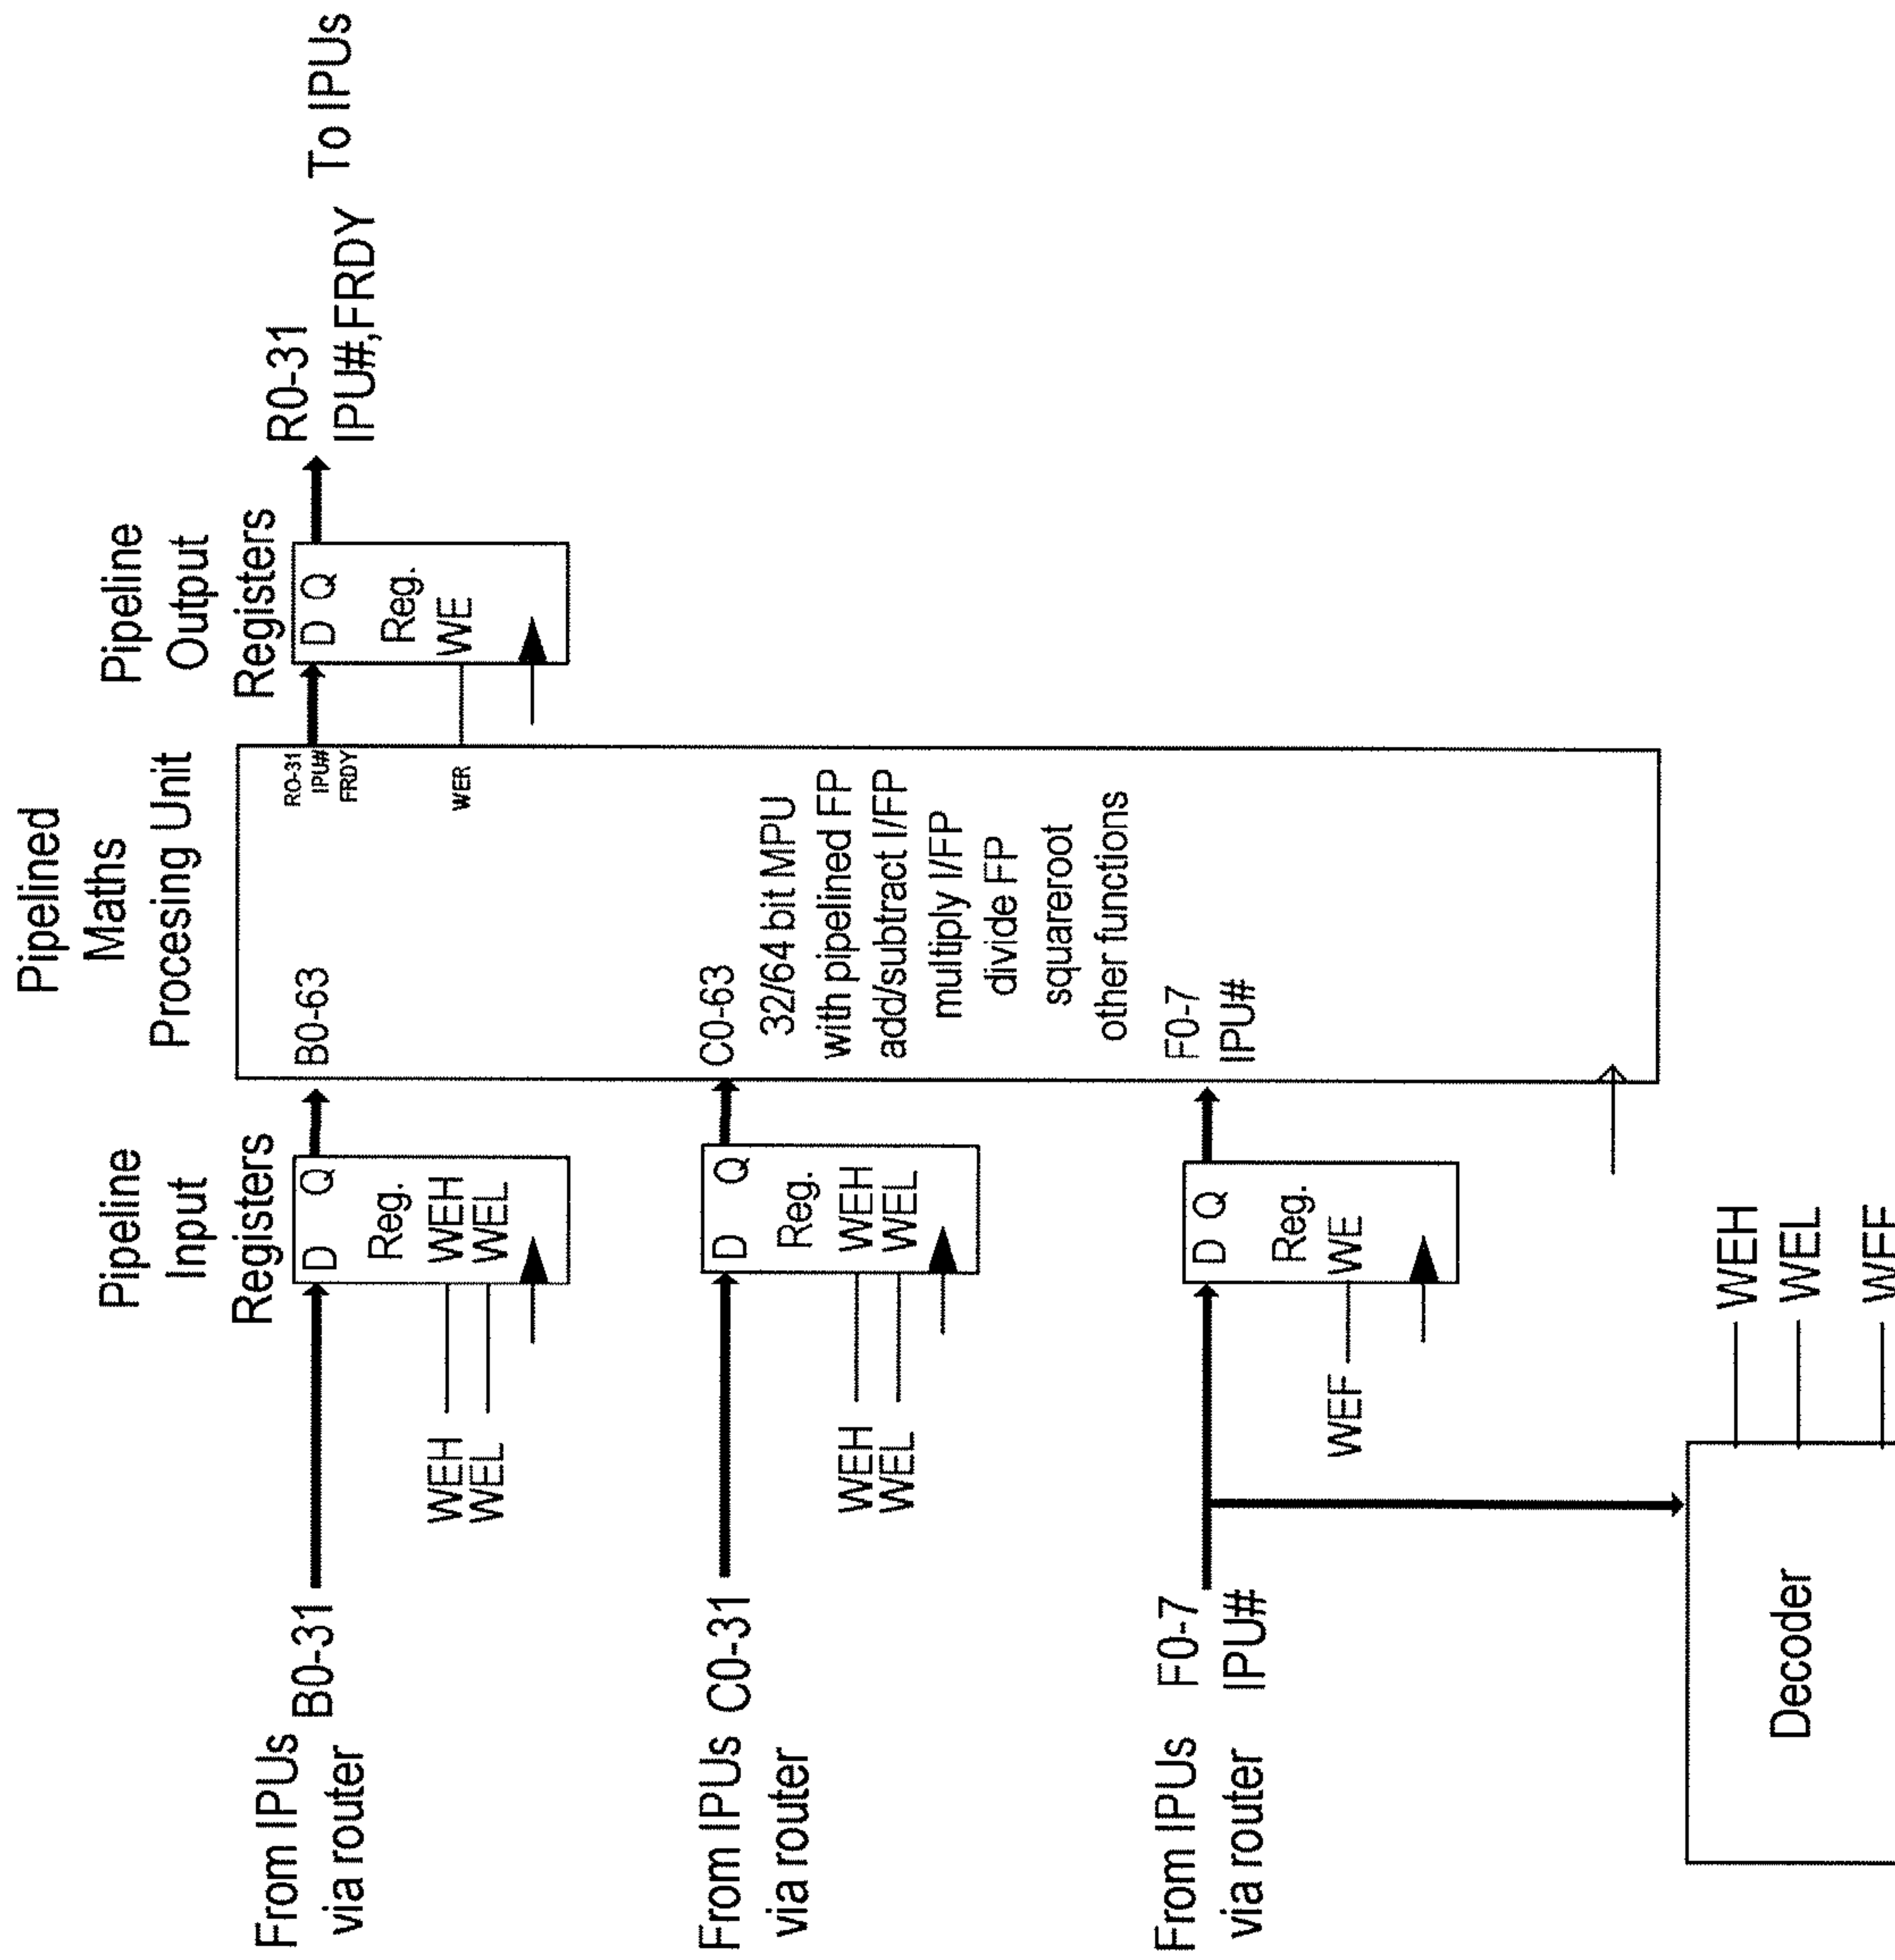 Pipelined
Maths
Procesing Unit
Pipeline
Input
Registers
Pipeline
Output
Registers
From IPUs B0-31
via router
D Q
Reg.
WEH
WEL
WEH
WEL
B0-63
RO-31
IPU#
FRDY
WER
D Q
Reg.
WE
R0-31
IPU#,FRDY
To IPUs
From IPUs C0-31
via router
D Q
Reg.
WEH
WEL
WEH
WEL
C0-63
32/64 bit MPU
with pipelined FP
add/subtract I/FP
multiply I/FP
divide FP
squareroot
other functions
From IPUs F0-7
via router IPU#
D Q
Reg.
WEF
WE
F0-7
IPU#
Decoder
WEH
WEL
WEF